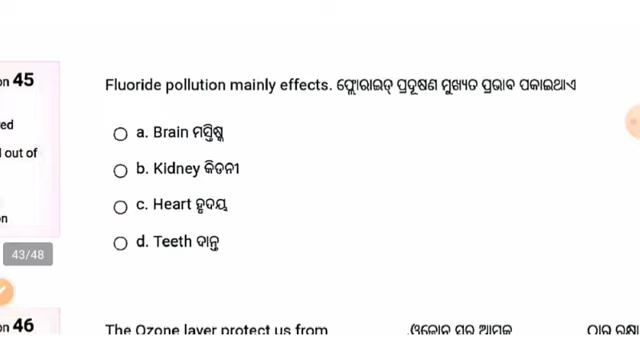 on 45
Fluoride pollution mainly effects. ଫ୍ଲୋରାଇଡ୍ ପ୍ରଦୂଷଣ ମୁଖ୍ୟତଃ ପ୍ରଭାବ ପକାଇଥାଏ
ed
a. Brain ମସ୍ତିଷ୍କ
out of
b. Kidney କିଡନୀ
c. Heart ହୃଦୟ
n
d. Teeth ଦାନ୍ତ
43/48
on 46
The Ozone layer protect us from